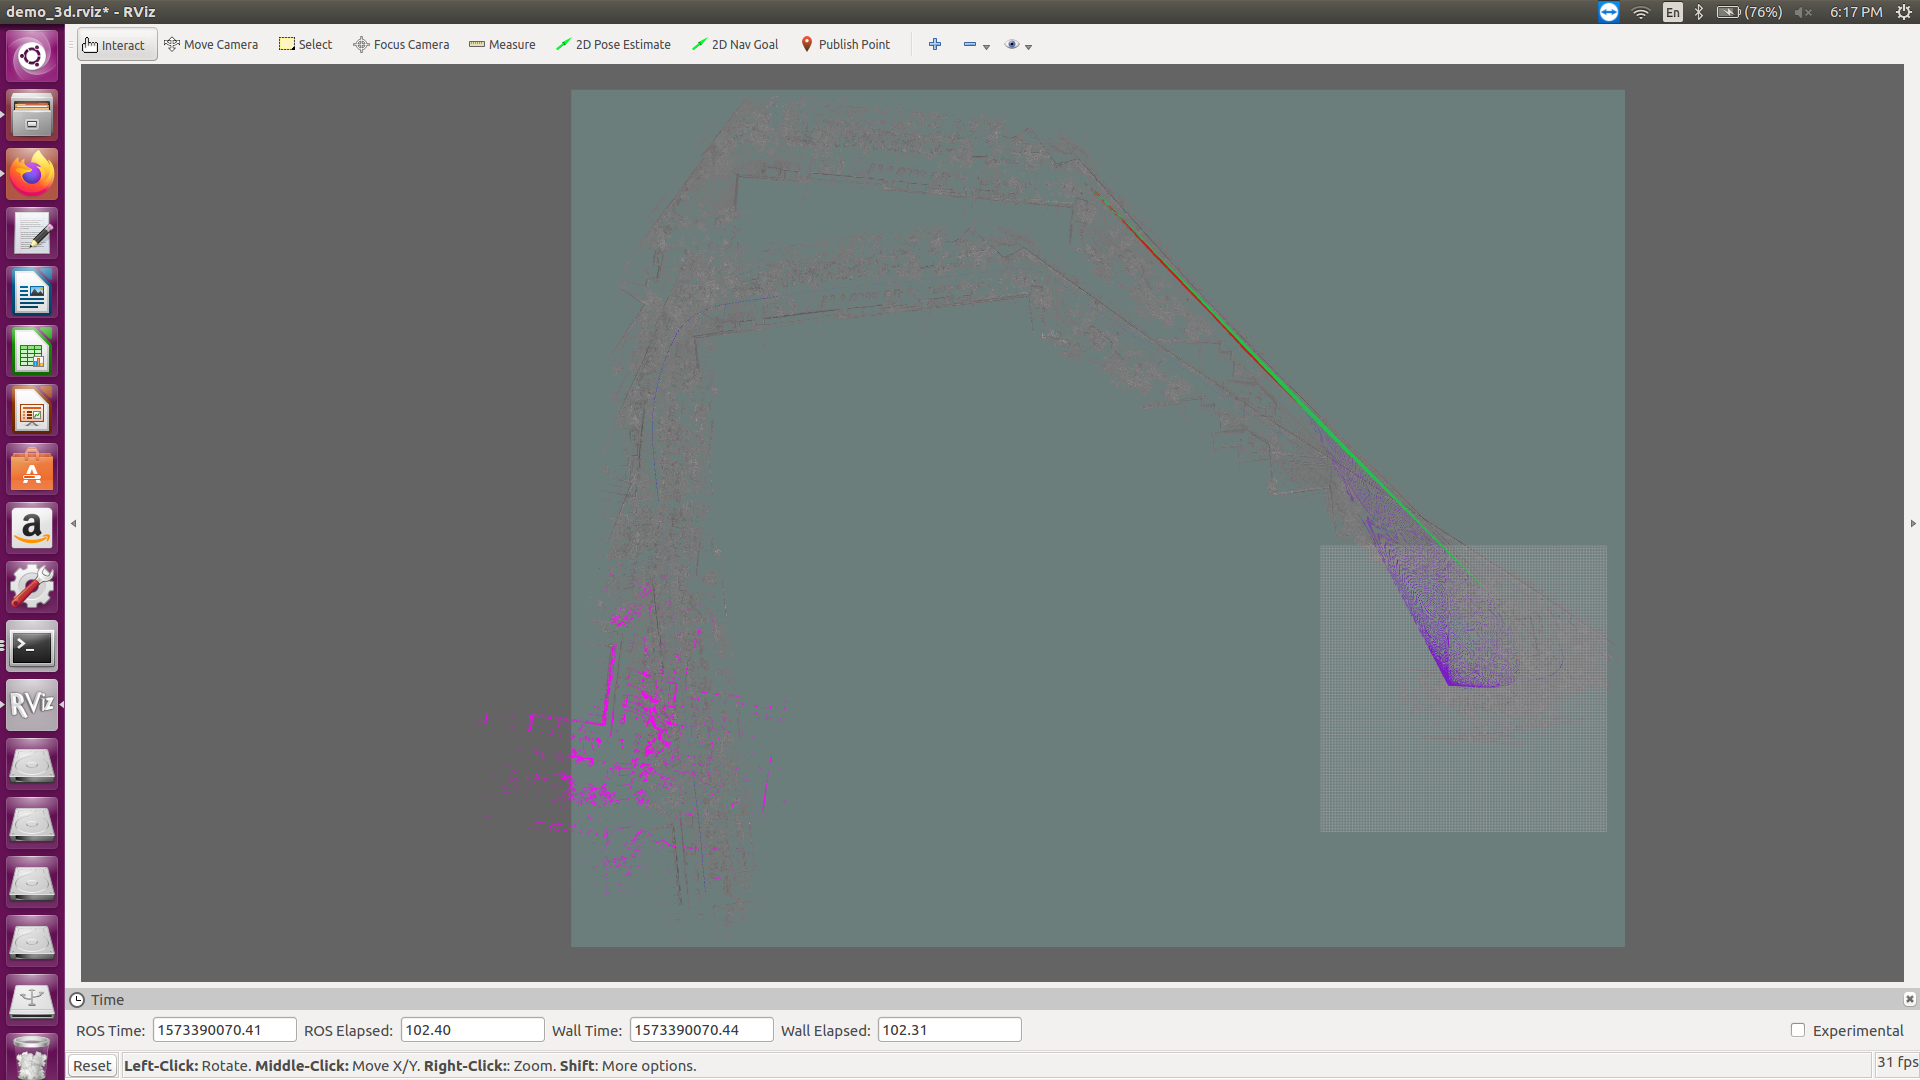 demo_3d.rviz* - RViz
En
(76%)
6:17 PM
Interact
Move Camera
Select
Focus Camera
Measure
2D Pose Estimate
2D Nav Goal
Publish Point
A
a
>_
RViz
Time
ROS Time: 1573390070.41
ROS Elapsed: 102.40
Wall Time: 1573390070.44
Wall Elapsed: 102.31
Experimental
Reset
Left-Click: Rotate. Middle-Click: Move X/Y. Right-Click:: Zoom. Shift: More options.
31 fps